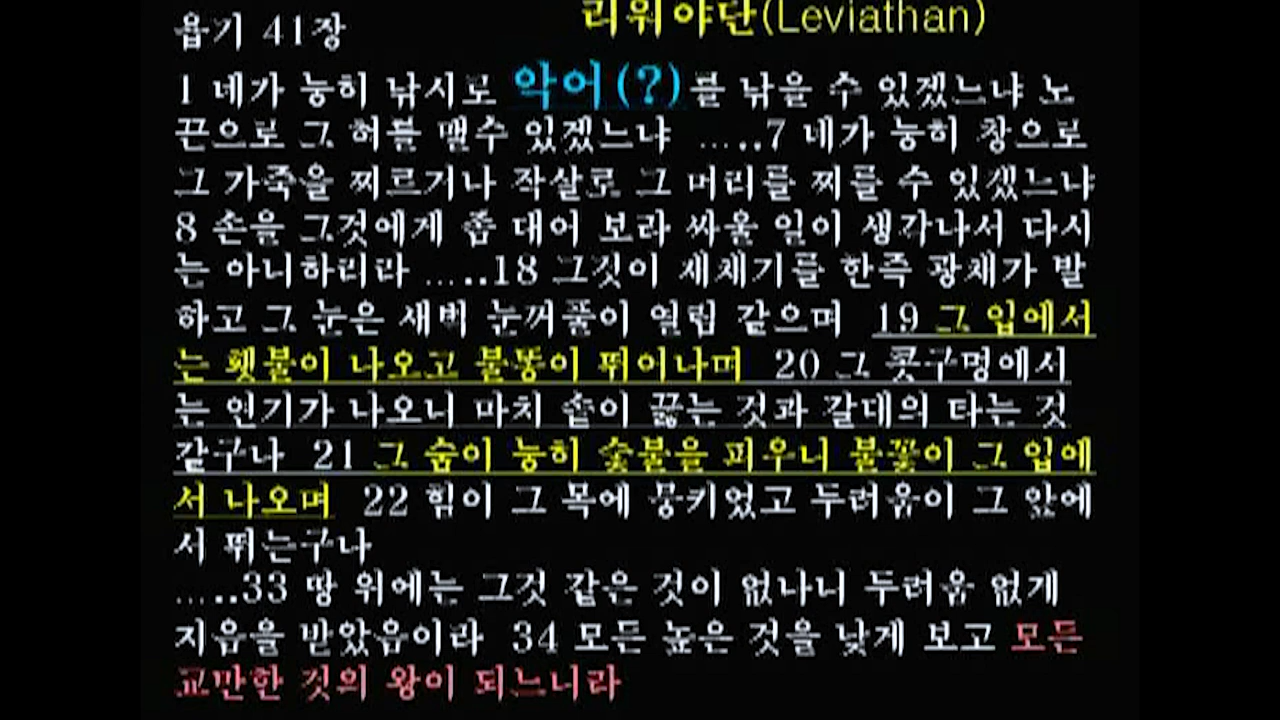 욥기 41장 리워야단(Leviathan)
1 네가 능히 낚시로 악어(?)를 낚을 수 있겠느냐 노
끈으로 그 혀를 맬수 있겠느냐 .....7 네가 능히 창으로
그 가죽을 찌르거나 작살로 그 머리를 찌를 수 있겠느냐
8 손을 그것에게 좀 대어 보라 싸울 일이 생각나서 다시
는 아니하리라 .....18 그것이 재채기를 한즉 광채가 발
하고 그 눈은 새벽 눈꺼풀이 열림 같으며 19 그 입에서
는 횃불이 나오고 불똥이 뛰어나며 20 그 콧구멍에서
는 연기가 나오니 마치 솥이 끓는 것과 갈대의 타는 것
같구나 21 그 숨이 능히 숯불을 피우니 불꽃이 그 입에
서 나오며 22 힘이 그 목에 뭉키었고 두려움이 그 앞에
서 뛰는구나
.....33 땅 위에는 그것 같은 것이 없나니 두려움 없게
지음을 받았음이라 34 모든 높은 것을 낮게 보고 모든
교만한 것의 왕이 되느니라